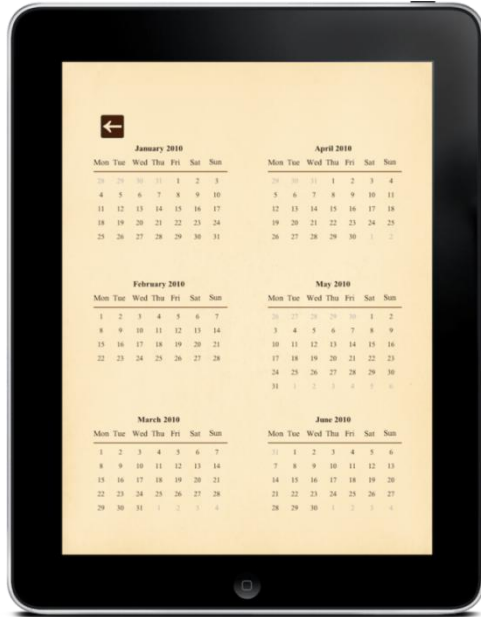 January 2010
Mon Tue Wed Thu Fri Sat Sun
28 29 30 31 1 2 3
4 5 6 7 8 9 10
11 12 13 14 15 16 17
18 19 20 21 22 23 24
25 26 27 28 29 30 31
February 2010
Mon Tue Wed Thu Fri Sat Sun
1 2 3 4 5 6 7
8 9 10 11 12 13 14
15 16 17 18 19 20 21
22 23 24 25 26 27 28
March 2010
Mon Tue Wed Thu Fri Sat Sun
1 2 3 4 5 6 7
8 9 10 11 12 13 14
15 16 17 18 19 20 21
22 23 24 25 26 27 28
29 30 31 1 2 3 4
April 2010
Mon Tue Wed Thu Fri Sat Sun
29 30 31 1 2 3 4
5 6 7 8 9 10 11
12 13 14 15 16 17 18
19 20 21 22 23 24 25
26 27 28 29 30 1 2
May 2010
Mon Tue Wed Thu Fri Sat Sun
26 27 28 29 30 1 2
3 4 5 6 7 8 9
10 11 12 13 14 15 16
17 18 19 20 21 22 23
24 25 26 27 28 29 30
31 1 2 3 4 5 6
June 2010
Mon Tue Wed Thu Fri Sat Sun
31 1 2 3 4 5 6
7 8 9 10 11 12 13
14 15 16 17 18 19 20
21 22 23 24 25 26 27
28 29 30 1 2 3 4